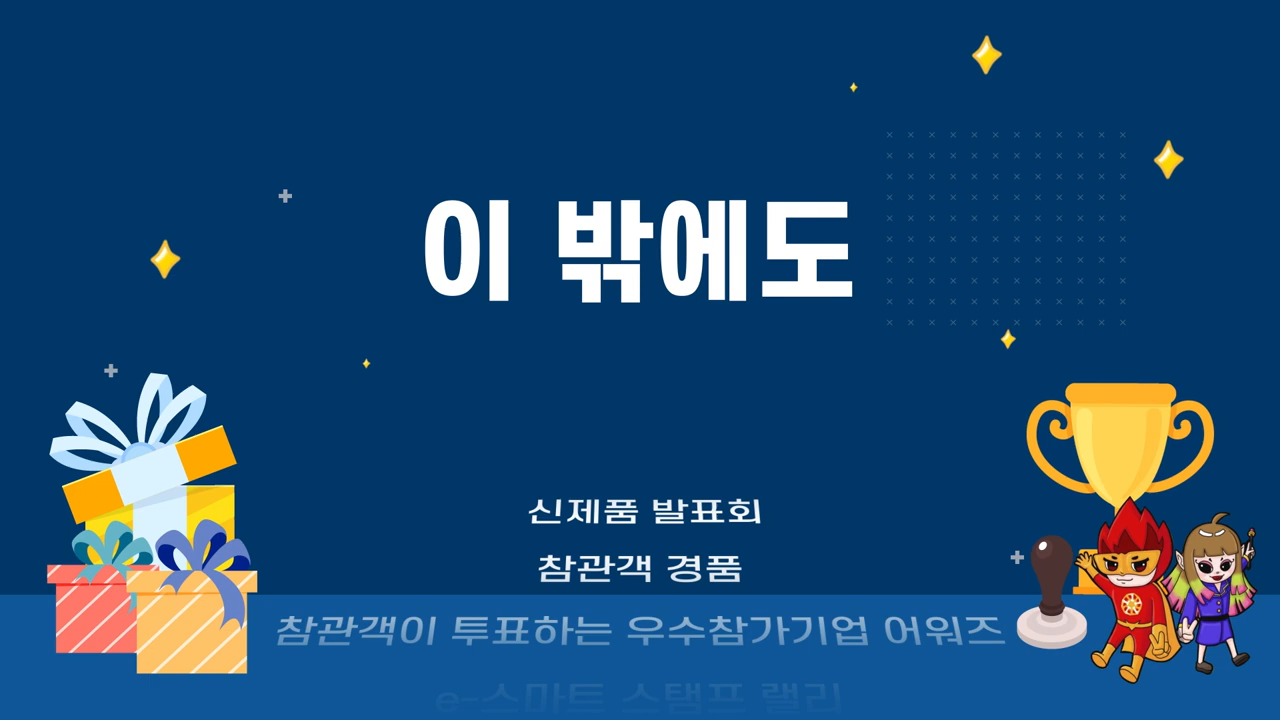 이 밖에도
신제품 발표회
참관객 경품
참관객이 투표하는 우수참가기업 어워즈
e-스마트 스탬프 랠리